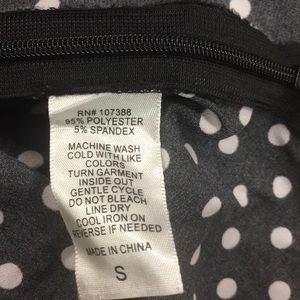 RN# 107388
95% POLYESTER
5% SPANDEX
MACHINE WASH
COLD WITH LIKE
COLORS
TURN GARMENT
INSIDE OUT
GENTLE CYCLE
DO NOT BLEACH
LINE DRY
COOL IRON ON
REVERSE IF NEEDED
MADE IN CHINA
S